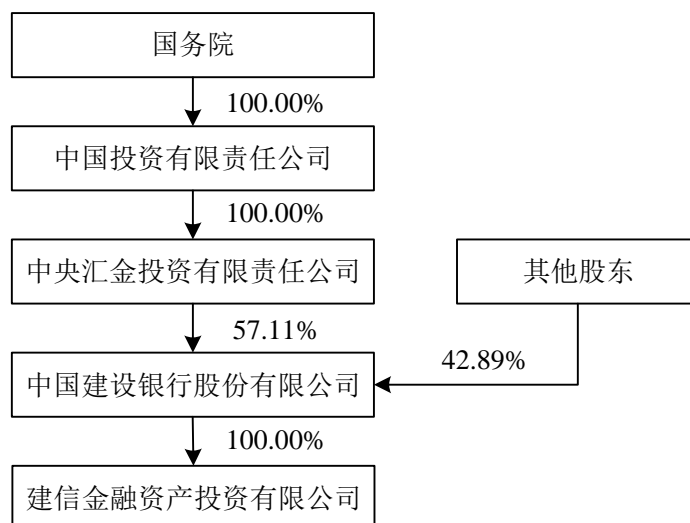 国务院
100.00%
中国投资有限责任公司
100.00%
中央汇金投资有限责任公司
其他股东
57.11%
42.89%
中国建设银行股份有限公司
100.00%
建信金融资产投资有限公司